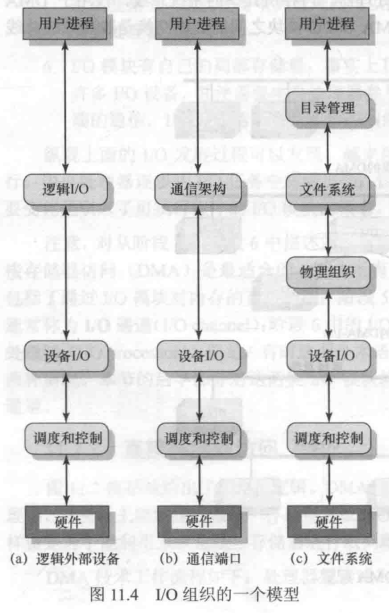 用户进程 用户进程 用户进程
目录管理
逻辑I/O 通信架构 文件系统
物理组织
设备I/O 设备I/O 设备I/O
调度和控制 调度和控制 调度和控制
硬件 硬件 硬件
(a) 逻辑外部设备 (b) 通信端口 (c) 文件系统
图 11.4 I/O 组织的一个模型